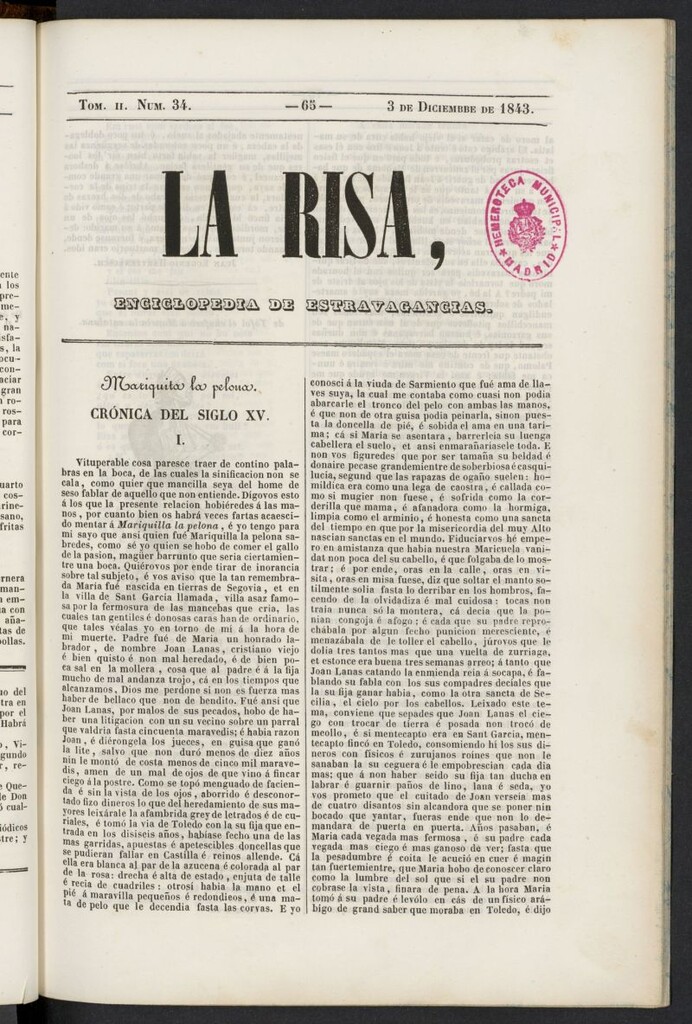 Tom. II. Num. 34. —65— 3 de Diciembre de 1843.
LA RISA,
ENCICLOPEDIA DE ESTRAVAGANCIAS.
HEMEROTECA MUNICIPAL
MADRID
Mariquita la pelona.
CRÓNICA DEL SIGLO XV.
I.
Vituperable cosa paresce traer de contino pala-
bras en la boca, de las cuales la sinificacion non se
cala, como quier que mancilla seya del home de
seso fablar de aquello que non entiende. Dígovos esto
á los que la presente relacion hobiéredes á las ma-
nos, por cuanto bien os habrá veces fartas acaesci-
do mentar á Mariquilla la pelona, é yo tengo para
mi sayo que ansi quien fué Mariquilla la pelona sa-
bredes, como sé yo quien se hobo de comer el gallo
de la pasion, magüer barrunto que seria ciertamien-
tre una boca. Quiérovos por ende tirar de inorancia
sobre tal subjeto, é vos aviso que la tan remembra-
da María fué nascida en tierras de Segovia, et en
la villa de Sant García llamada, villa asaz famo-
sa por la fermosura de las mancebas que cria, las
cuales tan gentiles é donosas caras han de ordinario,
que tales véalas yo en torno de mi á la hora de
mi muerte. Padre fué de María un honrado la-
brador, de nombre Joan Lanas, cristiano viejo
é bien quisto é non mal heredado, é de bien po-
ca sal en la mollera, cosa que al padre é á la fija
mucho de mal andanza trojo, cá en los tiempos que
alcanzamos, Dios me perdone si non es fuerza mas
haber de bellaco que non de bendito. Fué ansi que
Joan Lanas, por malos de sus pecados, hobo de ha-
ber una litigacion con un su vecino sobre un parral
que valdria fasta cincuenta maravedis; é habia razon
Joan, é diérongela los jueces, en guisa que ganó
la lite, salvo que non duró menos de diez años
nin le montó de costa menos de cinco mil maravé-
dis, amen de un mal de ojos de que vino á fincar
ciego á la postre. Como se topó menguado de facien-
da é sin la vista de los ojos, aborrido é desconor-
tado fizo dineros lo que del heredamiento de sus ma-
yores leixárale la afambrida grey de letrados é de cu-
riales, é tomó la via de Toledo con la su fija que en-
trada en los disiseis años, habíase fecho una de las
mas garridas, apuestas é apetescibles doncellas que
se pudieran fallar en Castilla é reinos allende. Cá
ella era blanca al par de la azucena é colorada al par
de la rosa: drecha é alta de estado, enjuta de talle
é recia de cuadriles: otrosí habia la mano et el
pié á maravilla pequeños é redondicos, é una ma-
ta de pelo que le decendia fasta las corvas. E yo
conoscí á la viuda de Sarmiento que fué ama de lla-
ves suya, la cual me contaba como cuasi non podia
abarcarle el tronco del pelo con ambas las manos,
é que non de otra guisa podia peinarla, sinon pues-
ta la doncella de pié, é sobida el ama en una tari-
ma; cá si María se asentara, barrerleia su luenga
cabellera el suelo, et ansi enmarañariasele toda. E
non vos figuredes que por ser tamaña su beldad é
donaire pecase grandemientre de soberbiosa é casqui-
lucia, segund que las rapazas de ogaño suelen: ho-
míldica era como una lega de caostra, é callada co-
mo si mugier non fuese, é sofrida como la cor-
derilla que mama, é afanadora como la hormiga,
limpia como el arminio, é honesta como una sancta
del tiempo en que por la misericordia del muy Alto
nascian sanctas en el mundo. Fiduciarvos hé empe-
ro en amistanza que habia nuestra Maricuela vani-
dat non poca del su cabello, é que folgaba de lo mos-
trar; é por ende, oras en la calle, oras en vi-
sita, oras en misa fuese, diz que soltar el manto so-
tilmente solia fasta lo derribar en los hombros, fa-
ciendo de la olvidadiza é mal cuidosa: tocas non
traia nunca só la montera, cá decia que la po-
nian congoja é afogo; é cada que su padre repro-
chábala por algun fecho punicion meresciente, é
menazábala de le toller el cabello, júrovos que le
dolia tres tantos mas que una vuelta de zurriaga,
et estonce era buena tres semanas arreo; á tanto que
Joan Lanas catando la enmienda reia á socapa, é fa-
blando su fabla con los sus compadres deciales que
la su fija ganar habia, como la otra sancta de Se-
cilia, el cielo por los cabellos. Leixado este te-
ma, conviene que sepades que Joan Lanas el cie-
go con trocar de tierra é posada non trocó de
meollo, é si mentecapto era en Sant García, men-
tecapto fincó en Toledo, consomiendo hi los sus di-
neros con físicos é zurujanos roines que non le
sanaban la su ceguera é le empobrescian cada dia
mas; que á non haber seido su fija tan ducha en
labrar é guarnir paños de lino, lana é seda, yo
vos prometo que el cuitado de Joan verseía mas
de cuatro disantos sin alcandora que se poner nin
bocado que yantar, fueras ende que non lo de-
mandara de puerta en puerta. Años pasaban, é
María cada vegada mas fermosa, é su padre cada
vegada mas ciego é mas ganoso de ver; fasta que
la pesadumbre é coita le acució en cuer é magin
tan fuertemientre, que María hobo de conoscer claro
como la lumbre del sol que si el su padre non
cobrase la vista, finara de pena. A la hora María
tomó á su padre é levólo en cás de un físico ará-
bigo de grand saber que moraba en Toledo, é díjo